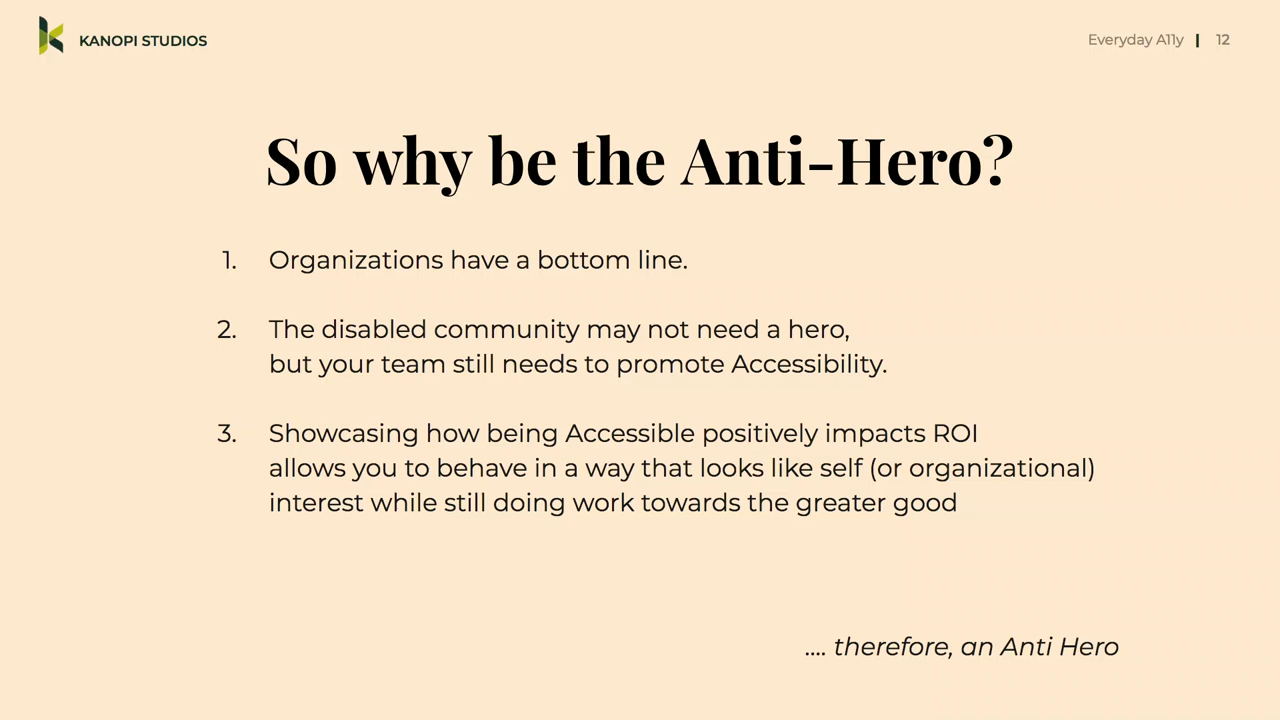 KANOPI STUDIOS
Everyday A11y | 12
So why be the Anti-Hero?
1. Organizations have a bottom line.
2. The disabled community may not need a hero,
but your team still needs to promote Accessibility.
3. Showcasing how being Accessible positively impacts ROI
allows you to behave in a way that looks like self (or organizational)
interest while still doing work towards the greater good
.... therefore, an Anti Hero